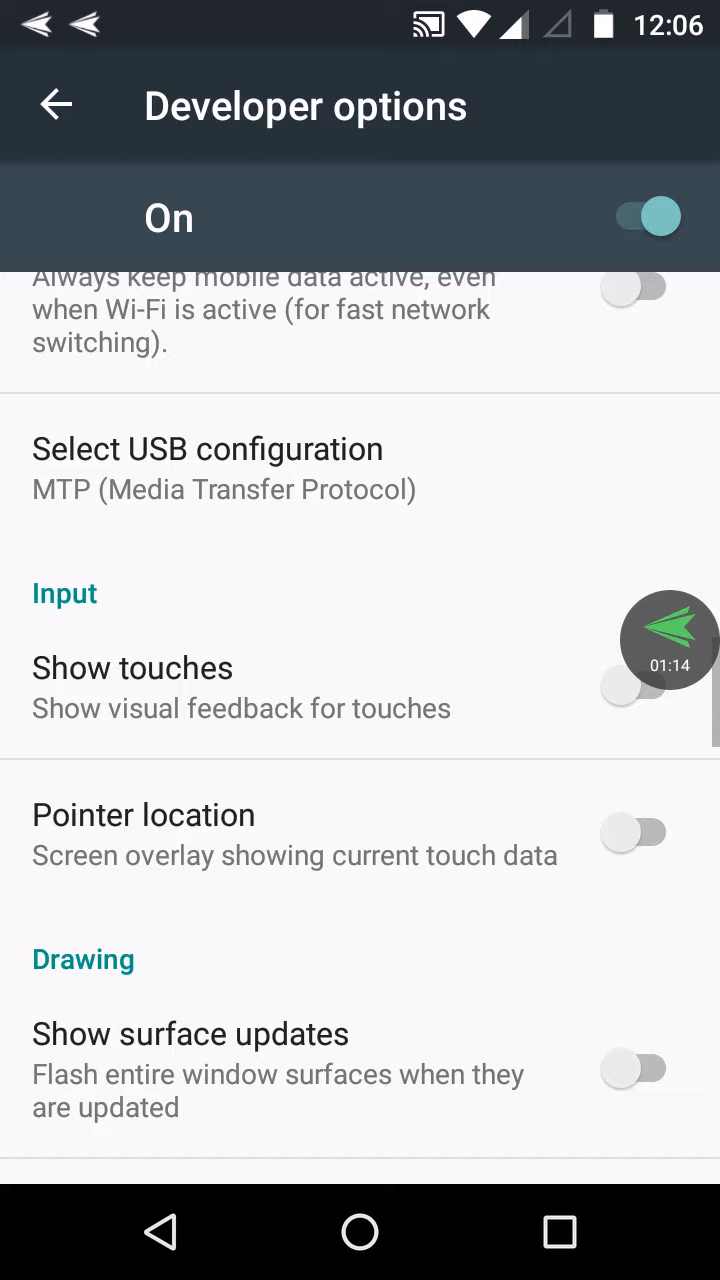 12:06
Developer options
On
Always keep mobile data active, even
when Wi-Fi is active (for fast network
switching).
Select USB configuration
MTP (Media Transfer Protocol)
Input
Show touches
Show visual feedback for touches
01:14
Pointer location
Screen overlay showing current touch data
Drawing
Show surface updates
Flash entire window surfaces when they
are updated